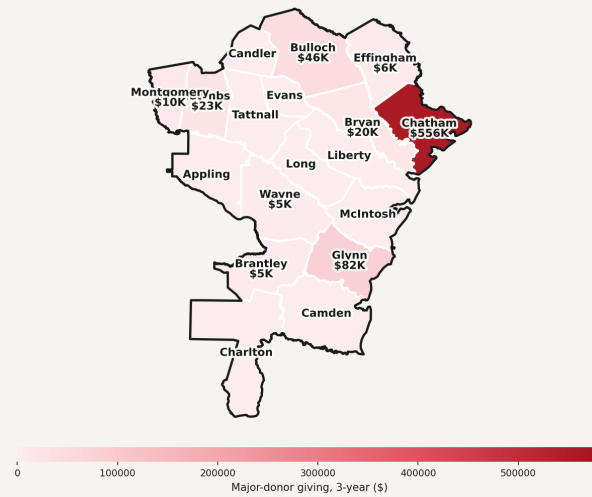 Candler
Bulloch
$46K
Effingham
$6K
Montgomery
$10K
$23K
Evans
Tattnall
Bryan
$20K
Chatham
$556K
Long
Liberty
Appling
Wayne
$5K
McIntosh
Glynn
$82K
Brantley
$5K
Camden
Charlton
0 100000 200000 300000 400000 500000
Major-donor giving, 3-year ($)